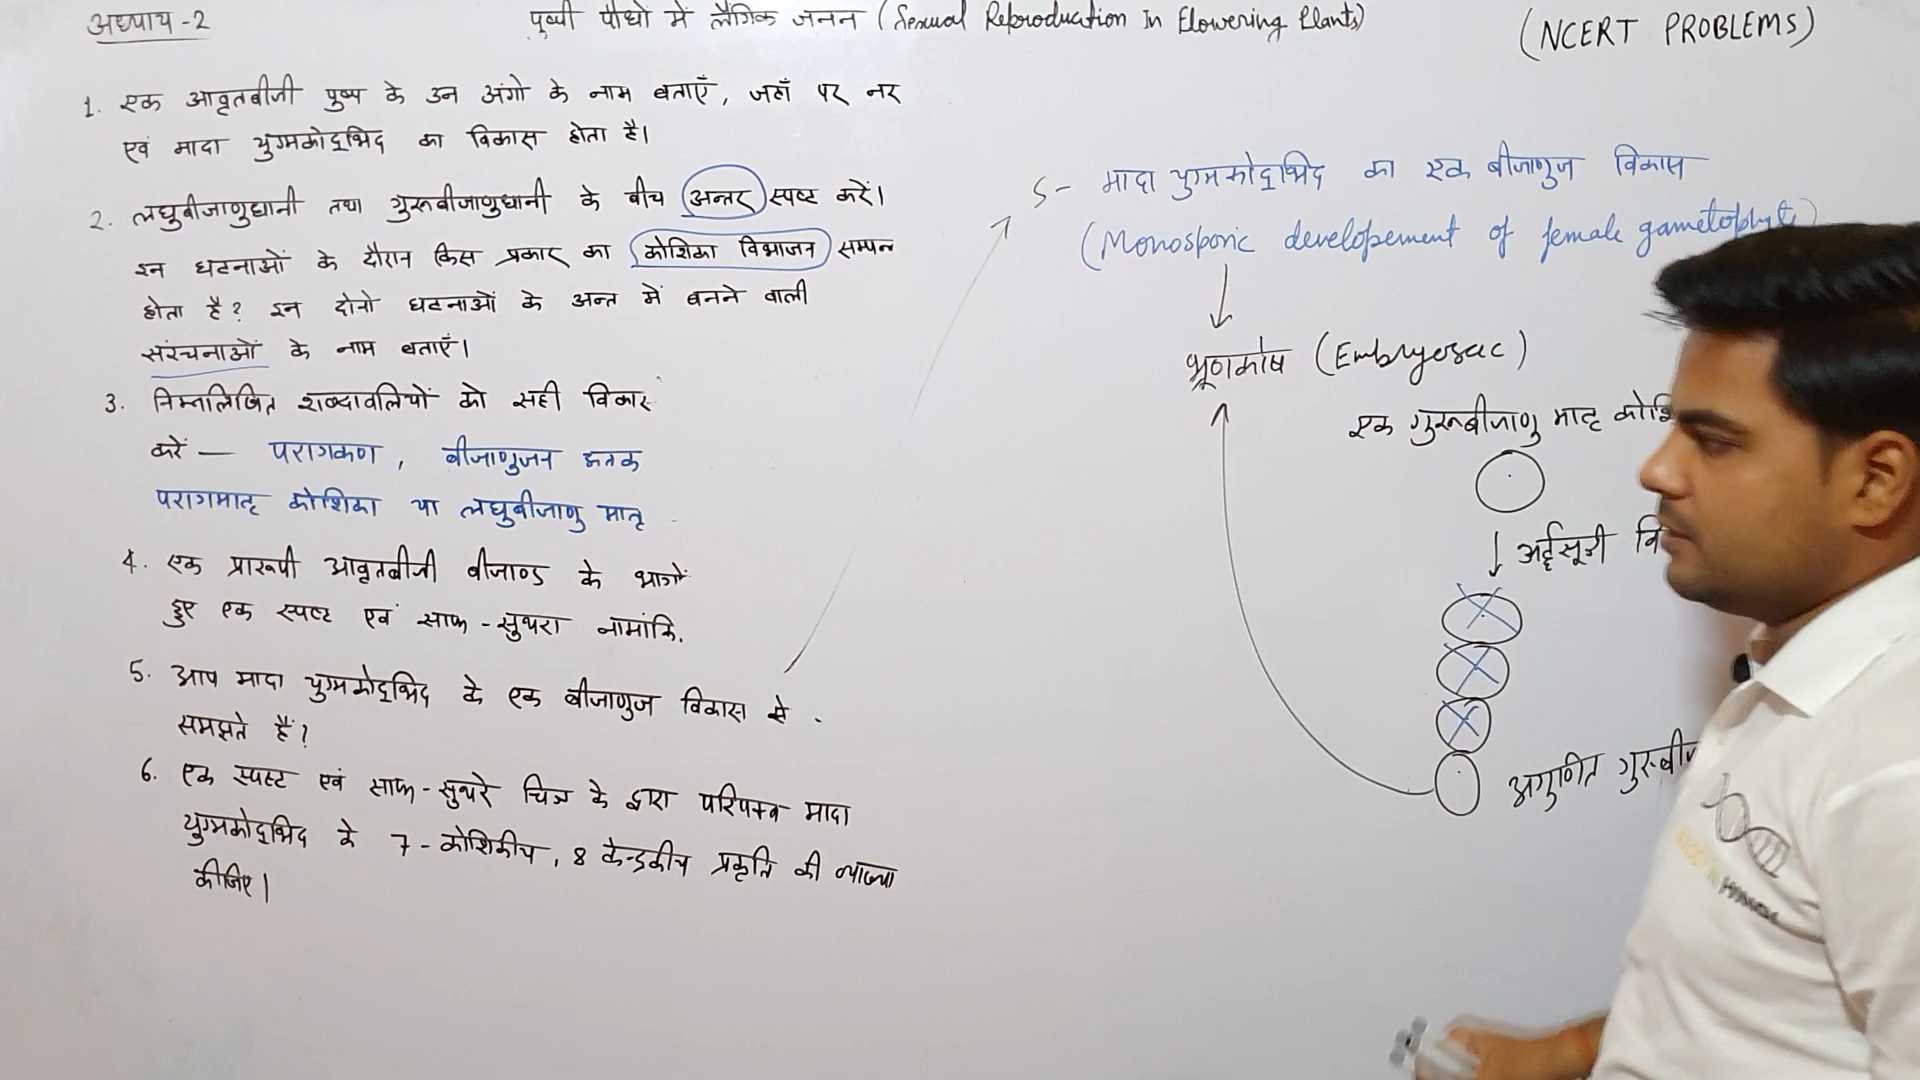 अध्याय -2
पुष्पी पौधों में लैंगिक जनन (Sexual Reproduction In Flowering Plants)
(NCERT PROBLEMS)
1. एक आवृतबीजी पुष्प के उन अंगो के नाम बताएँ, जहाँ पर नर
एवं मादा युग्मकोद्भिद का विकास होता है।
2. लघुबीजाणुधानी तथा गुरूबीजाणुधानी के बीच अन्तर स्पष्ट करें।
इन घटनाओं के दौरान किस प्रकार का कोशिका विभाजन सम्पन्न
होता है? इन दोनो घटनाओं के अन्त में बनने वाली
संरचनाओं के नाम बताएँ।
3. निम्नलिखित शब्दावलियों को सही विकास
करें — परागकण, बीजाणुजन ऊतक
परागमातृ कोशिका या लघुबीजाणु मातृ
4. एक प्रारूपी आवृतबीजी बीजाण्ड के भागों
हुए एक स्पष्ट एवं साफ-सुथरा नामांकि.
5. आप मादा युग्मकोद्भिद के एक बीजाणुज विकास से
समझते हैं?
6. एक स्पष्ट एवं साफ-सुथरे चित्र के द्वारा परिपक्व मादा
युग्मकोद्भिद के 7-कोशिकीय, 8 केन्द्रकीय प्रकृति की व्याख्या
कीजिए।
5- मादा युग्मकोद्भिद का एक बीजाणुज विकास
(Monosporic developement of female gametophyte)
भ्रूणकोष (Embryosac)
एक गुरूबीजाणु मातृ कोशि
अर्द्धसूत्री वि
अगुणित गुरूबीज